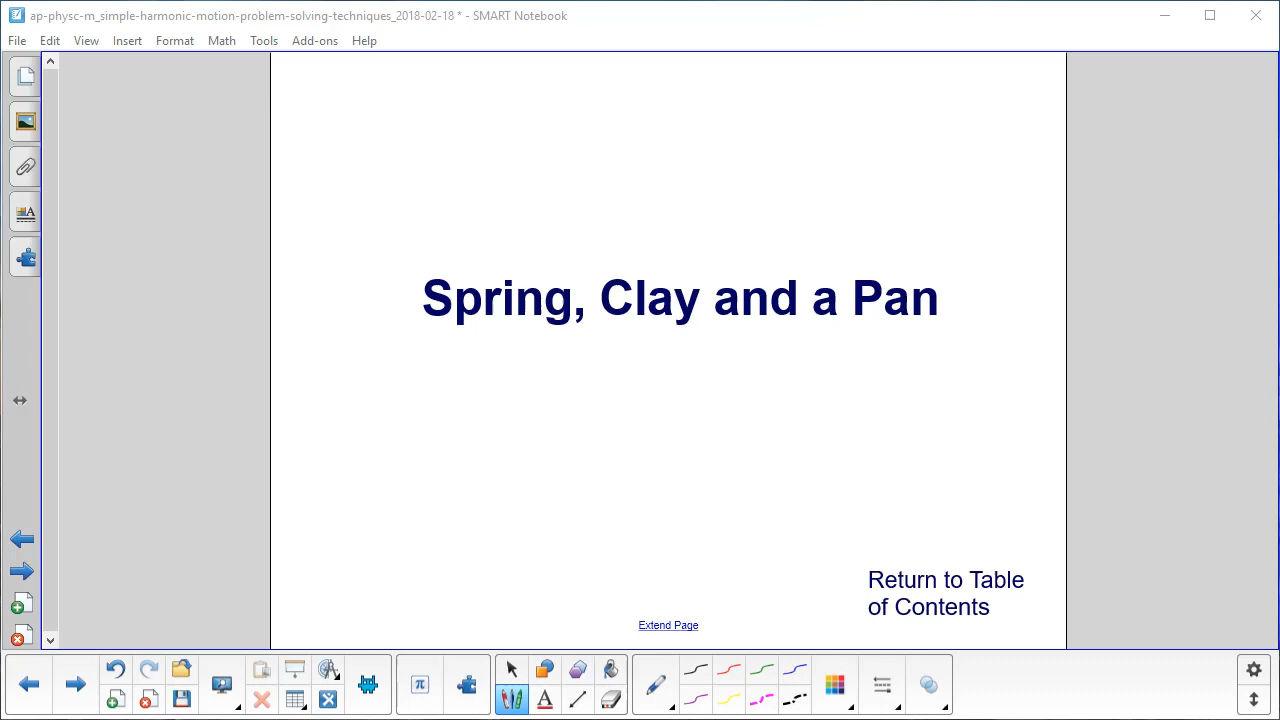 ap-physc-m_simple-harmonic-motion-problem-solving-techniques_2018-02-18 * - SMART Notebook
File Edit View Insert Format Math Tools Add-ons Help
Spring, Clay and a Pan
Return to Table
of Contents
Extend Page